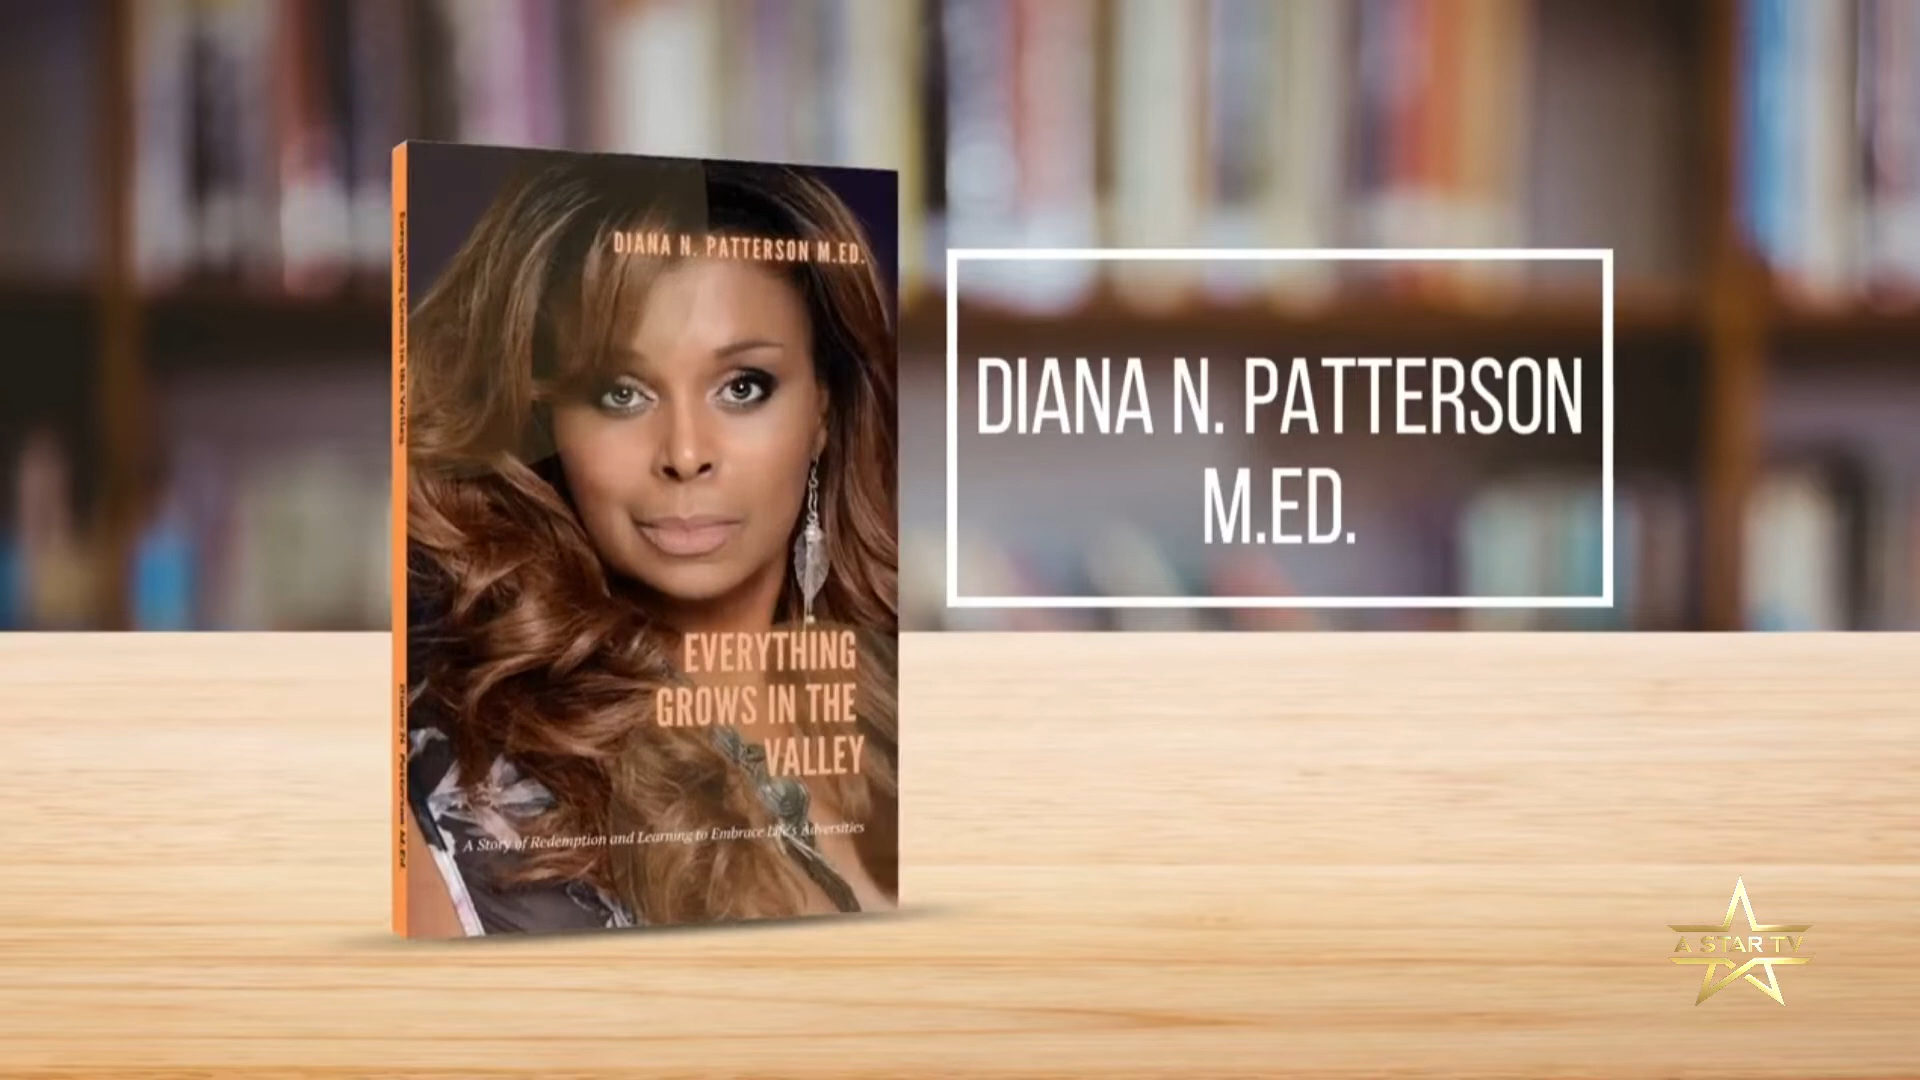 DIANA N. PATTERSON M.ED.
EVERYTHING
GROWS IN THE
VALLEY
A Story of Redemption and Learning to Embrace Life's Adversities
Everything Grows in the Valley
Diana N. Patterson M.Ed.
DIANA N. PATTERSON
M.ED.
A STAR TV